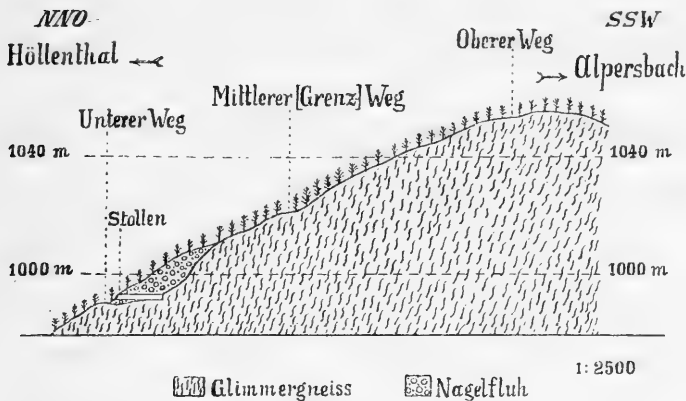 NNO
SSW
Höllenthal
Alpersbach
Oberer Weg
Mittlerer [Grenz] Weg
Unterer Weg
1040 m
1040 m
Stollen
1000 m
1000 m
1:2500
Glimmergneiss
Nagelfluh